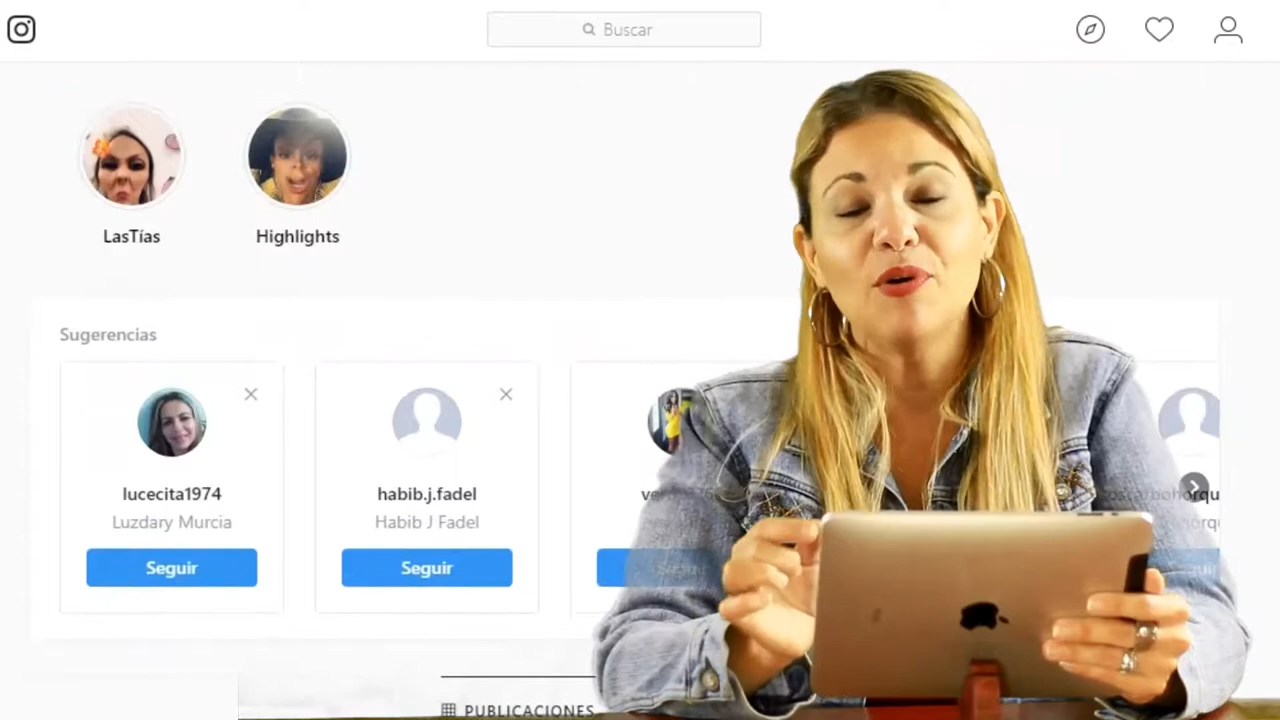 Buscar
LasTías
Highlights
Sugerencias
lucecita1974
habib.j.fadel
Luzdary Murcia
Habib J Fadel
Seguir
Seguir
PUBLICACIONES